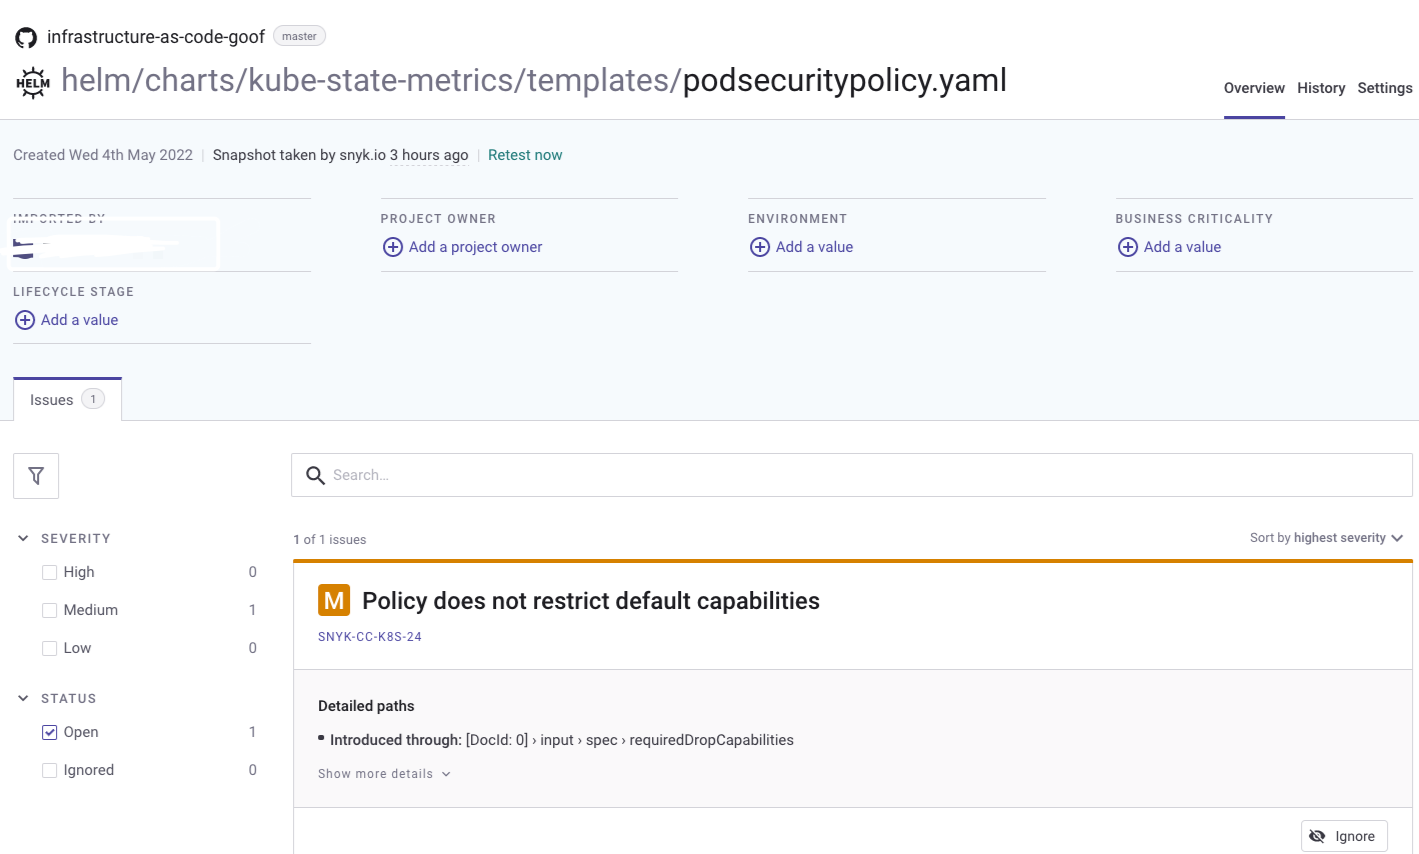 infrastructure-as-code-goof master
HELM helm/charts/kube-state-metrics/templates/podsecuritypolicy.yaml
Overview History Settings
Created Wed 4th May 2022 | Snapshot taken by snyk.io 3 hours ago | Retest now
IMPORTED BY PROJECT OWNER ENVIRONMENT BUSINESS CRITICALITY
Add a project owner Add a value Add a value
LIFECYCLE STAGE
Add a value
Issues 1
Search...
SEVERITY
High 0
Medium 1
Low 0
STATUS
Open 1
Ignored 0
1 of 1 issues Sort by highest severity
M Policy does not restrict default capabilities
SNYK-CC-K8S-24
Detailed paths
• Introduced through: [DocId: 0] › input › spec › requiredDropCapabilities
Show more details
Ignore